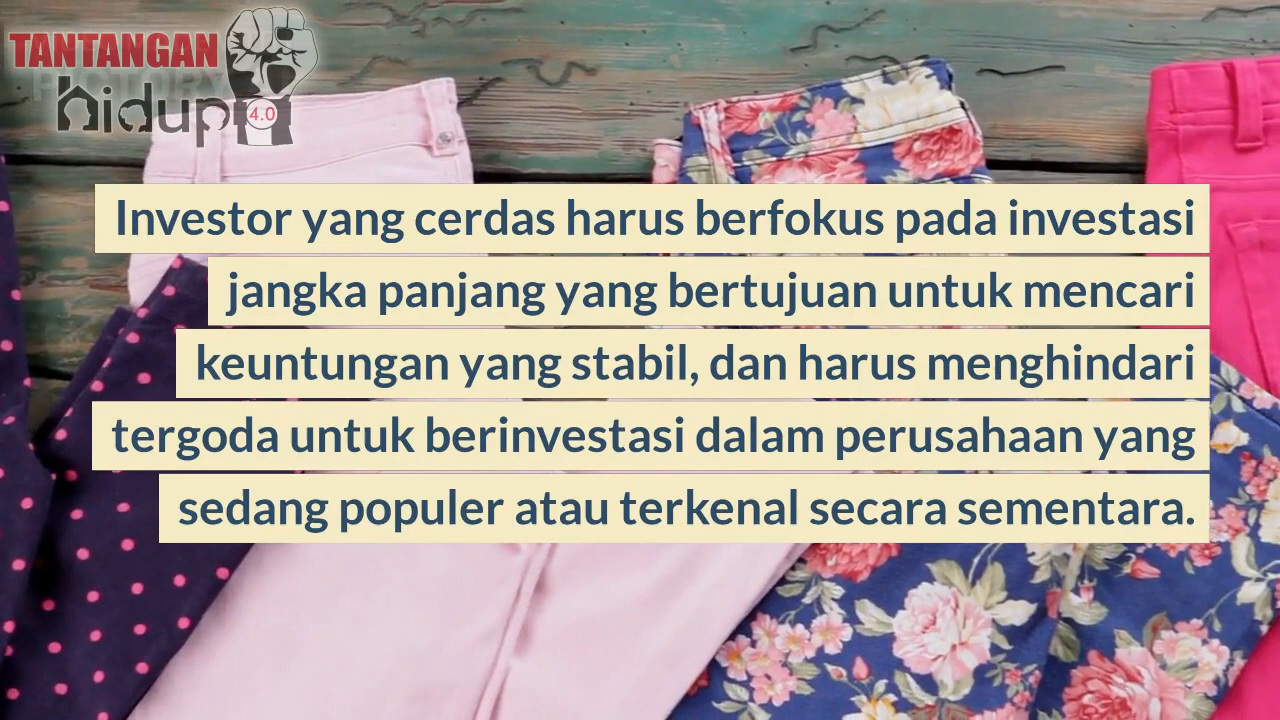 TANTANGAN
hidup
4.0
Investor yang cerdas harus berfokus pada investasi
jangka panjang yang bertujuan untuk mencari
keuntungan yang stabil, dan harus menghindari
tergoda untuk berinvestasi dalam perusahaan yang
sedang populer atau terkenal secara sementara.